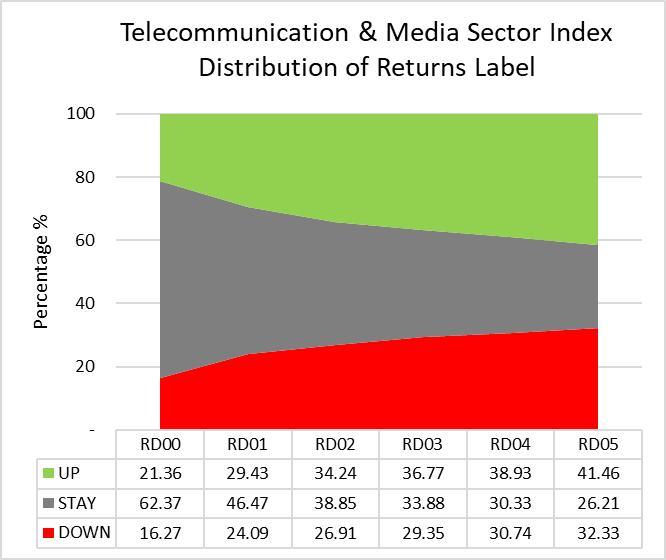 Telecommunication & Media Sector Index
Distribution of Returns Label
Percentage %
100
80
60
40
20
-
RD00 RD01 RD02 RD03 RD04 RD05
UP 21.36 29.43 34.24 36.77 38.93 41.46
STAY 62.37 46.47 38.85 33.88 30.33 26.21
DOWN 16.27 24.09 26.91 29.35 30.74 32.33